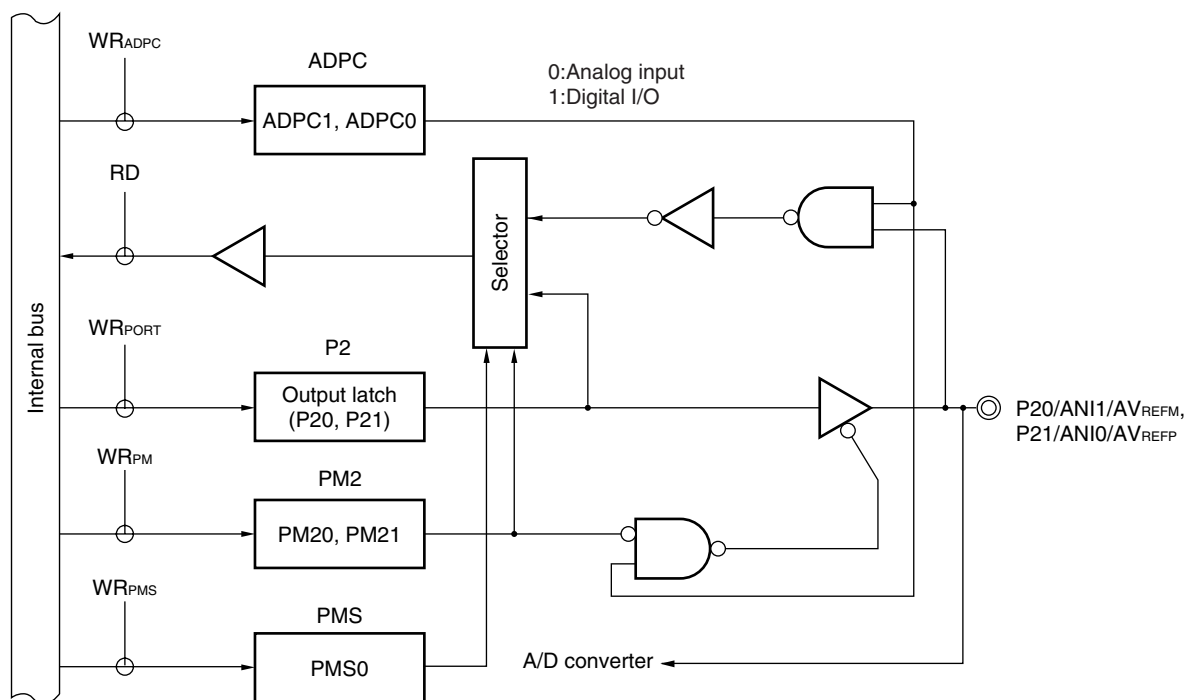 WRADPC
ADPC
0:Analog input
1:Digital I/O
ADPC1, ADPC0
RD
Selector
Internal bus
WRPORT
P2
Output latch
(P20, P21)
P20/ANI1/AVREFM,
P21/ANI0/AVREFP
WRPM
PM2
PM20, PM21
WRPMS
PMS
PMS0
A/D converter